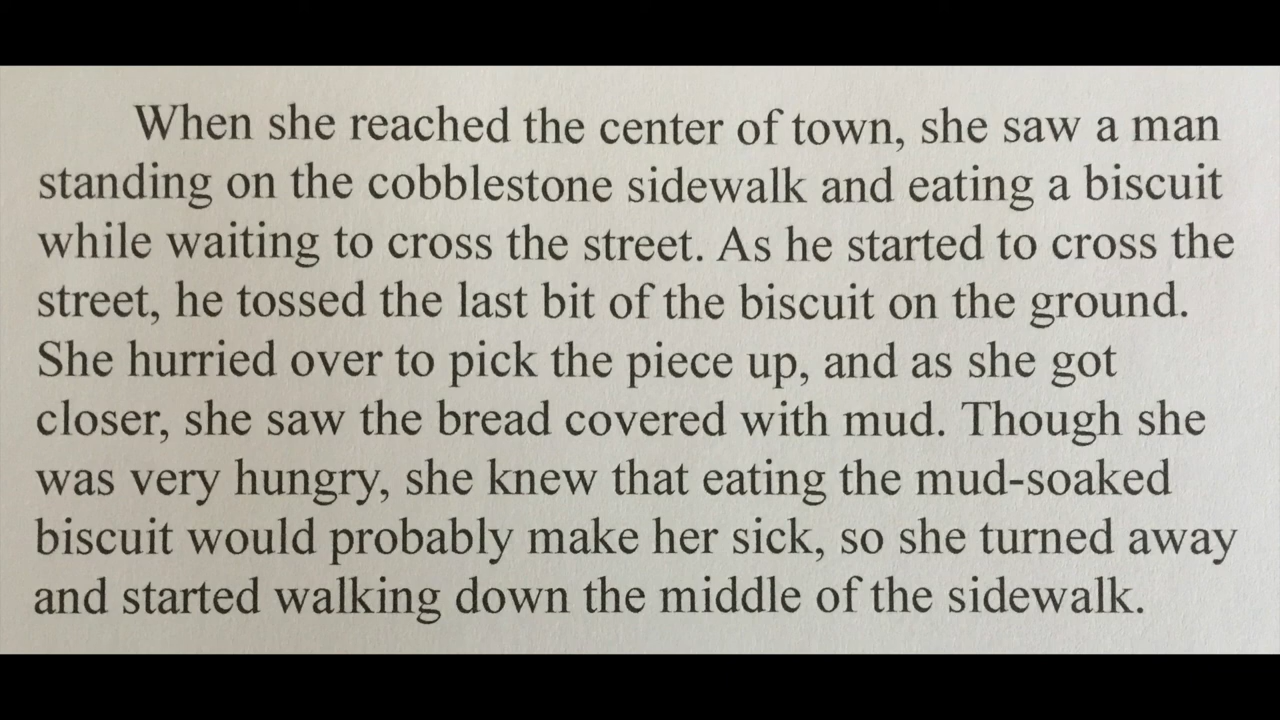 When she reached the center of town, she saw a man
standing on the cobblestone sidewalk and eating a biscuit
while waiting to cross the street. As he started to cross the
street, he tossed the last bit of the biscuit on the ground.
She hurried over to pick the piece up, and as she got
closer, she saw the bread covered with mud. Though she
was very hungry, she knew that eating the mud-soaked
biscuit would probably make her sick, so she turned away
and started walking down the middle of the sidewalk.